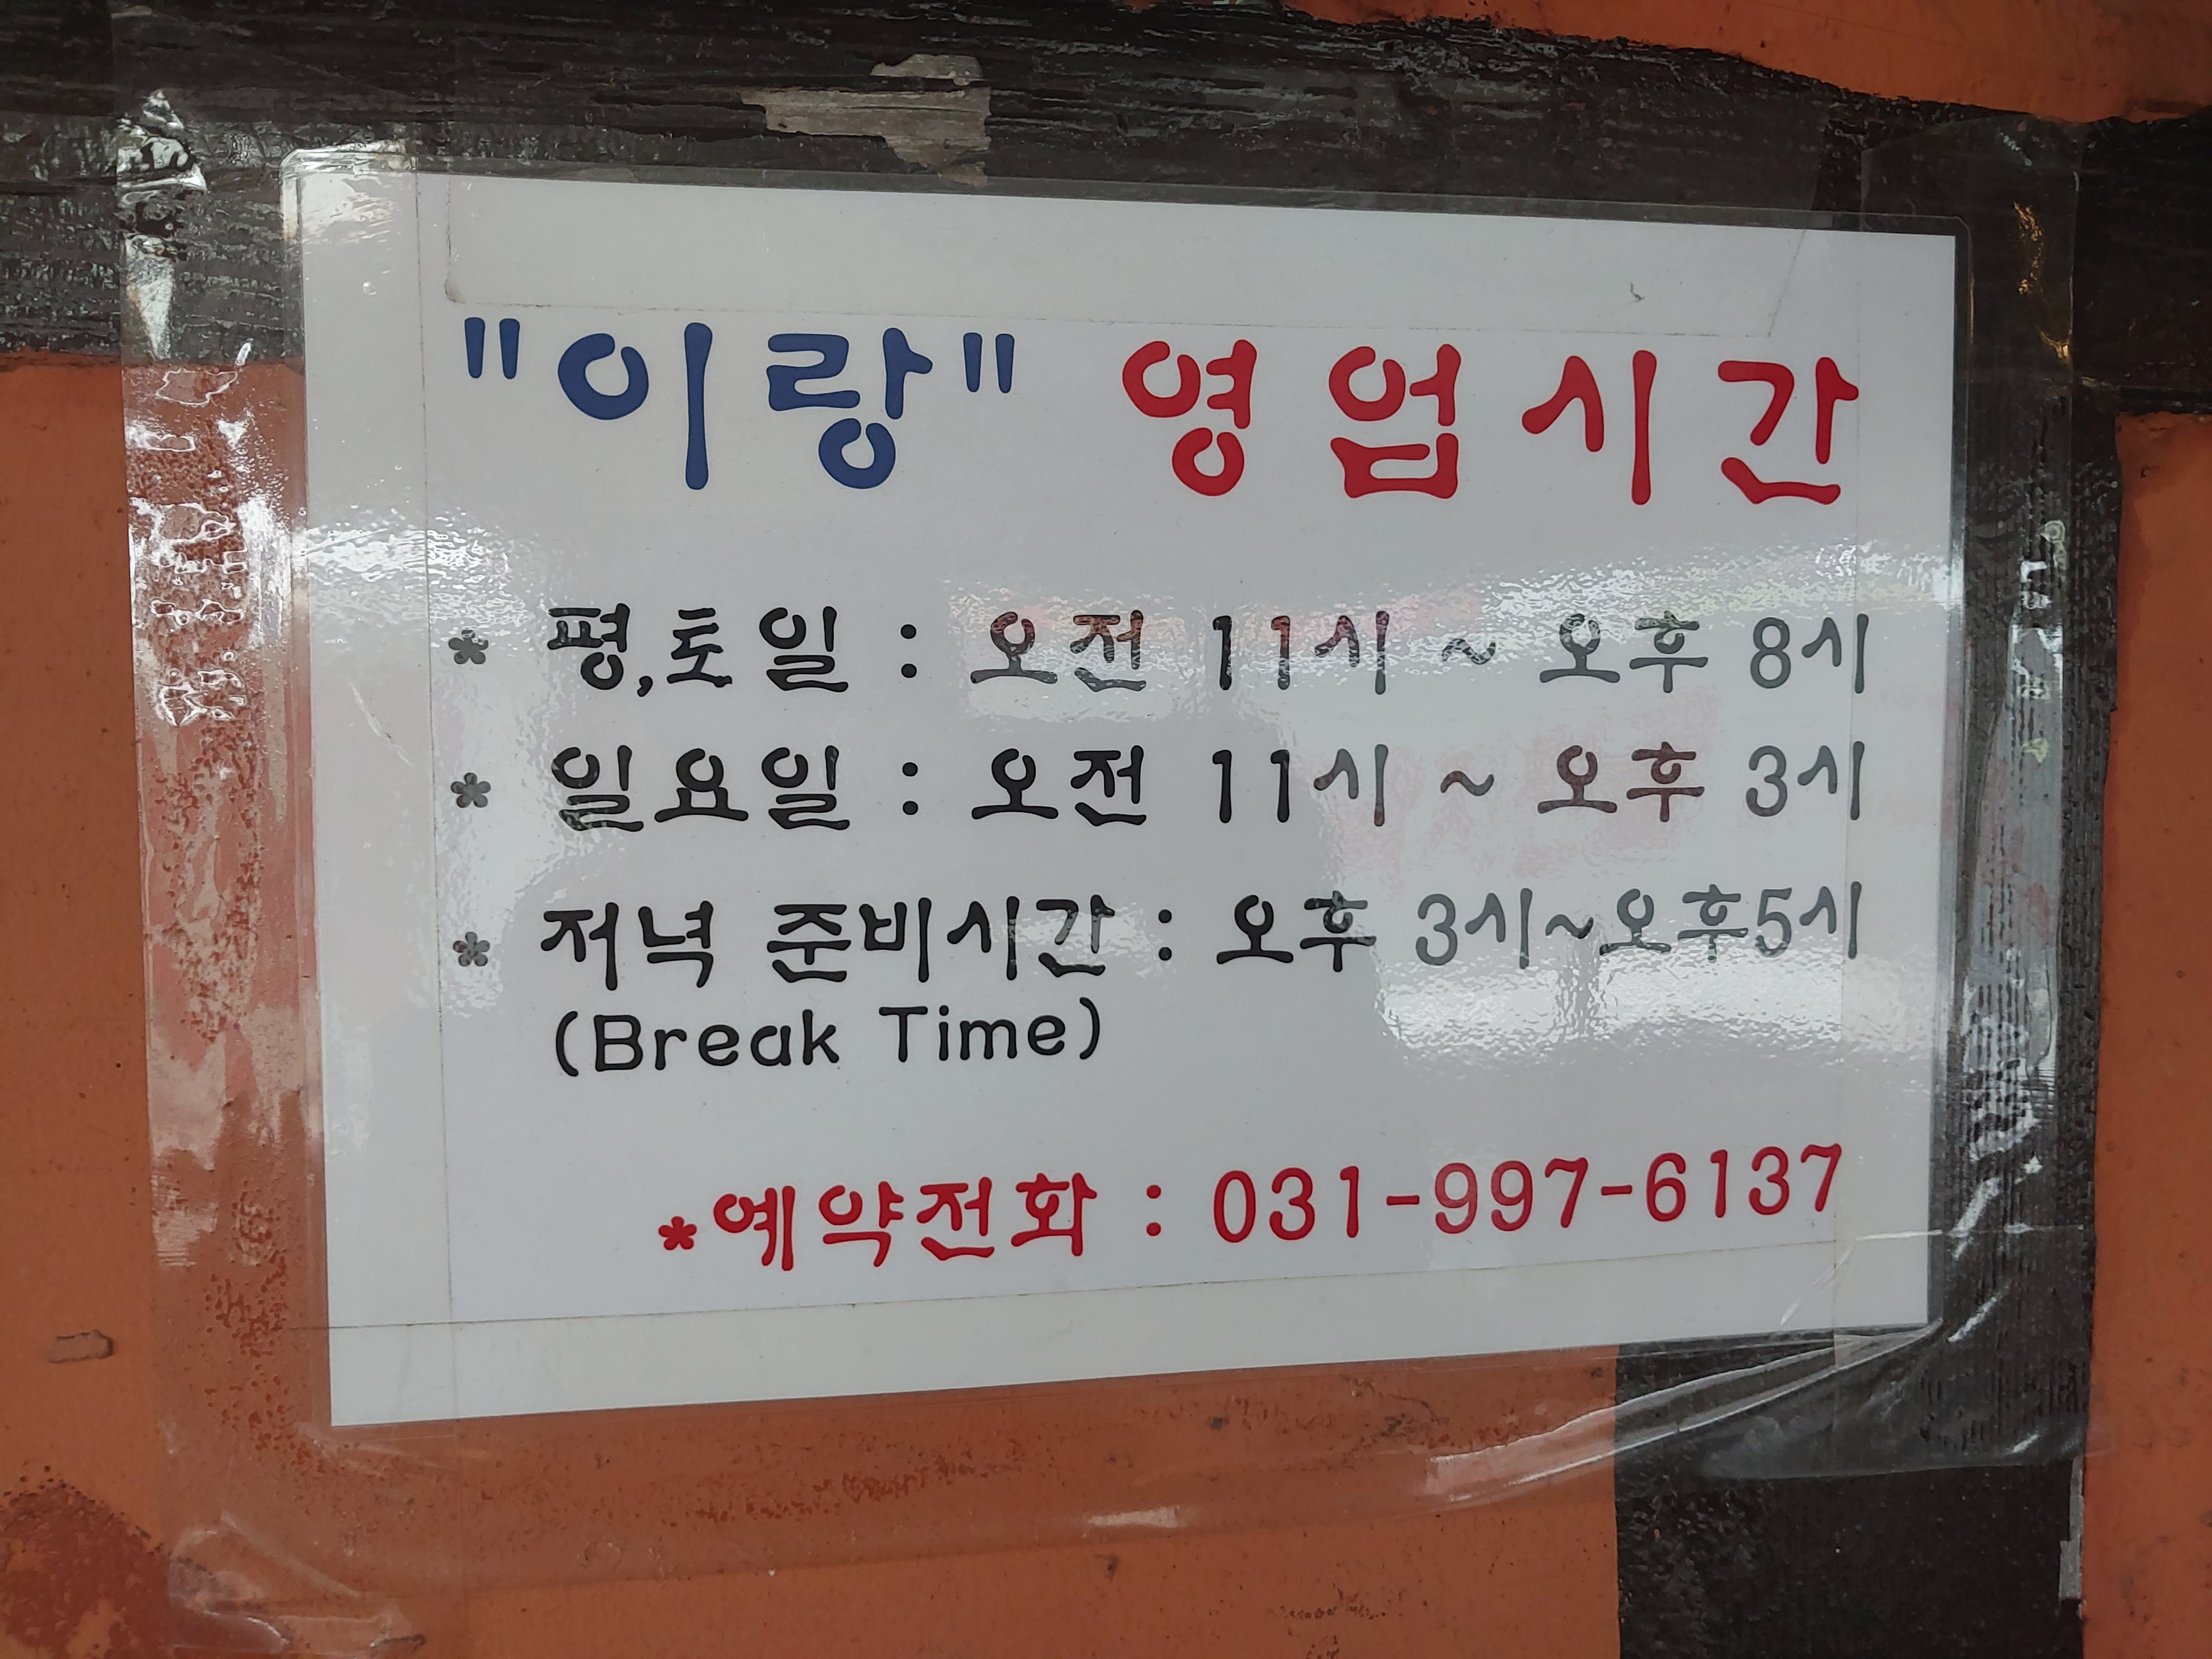 "이랑" 영업시간
* 평,토일 : 오전 11시 ~ 오후 8시
* 일요일 : 오전 11시 ~ 오후 3시
* 저녁 준비시간 : 오후 3시~오후5시
(Break Time)
*예약전화 : 031-997-6137